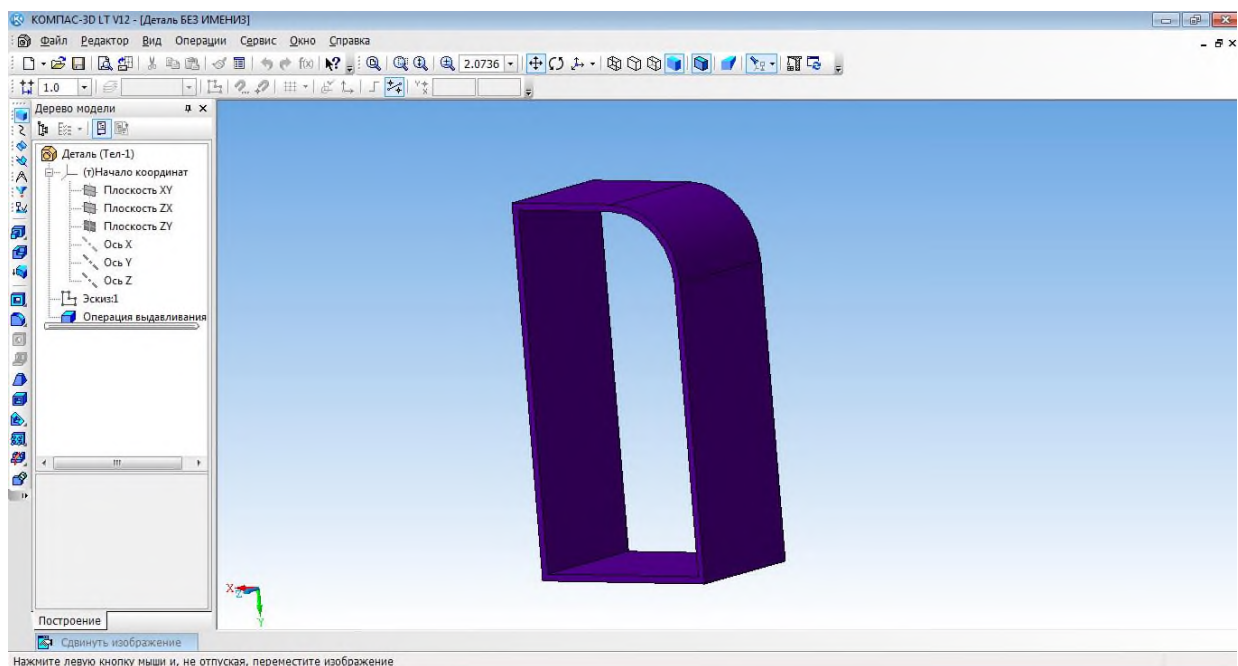 КОМПАС-3D LT V12 - [Деталь БЕЗ ИМЕНИ3]
Файл Редактор Вид Операции Сервис Окно Справка
2.0736
1.0
Дерево модели
Деталь (Тел-1)
(т)Начало координат
Плоскость XY
Плоскость ZX
Плоскость ZY
Ось X
Ось Y
Ось Z
Эскиз:1
Операция выдавливания
X Z
Y
Построение
Сдвинуть изображение
Нажмите левую кнопку мыши и, не отпуская, переместите изображение